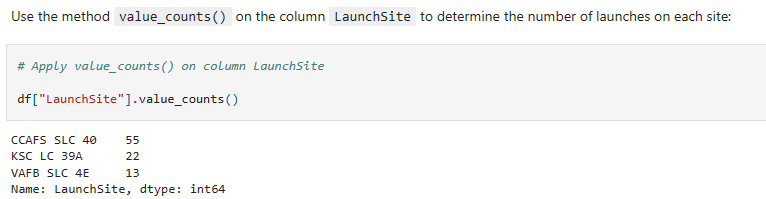 Use the method value_counts() on the column LaunchSite to determine the number of launches on each site:
# Apply value_counts() on column LaunchSite
df["LaunchSite"].value_counts()
CCAFS SLC 40    55
KSC LC 39A      22
VAFB SLC 4E     13
Name: LaunchSite, dtype: int64